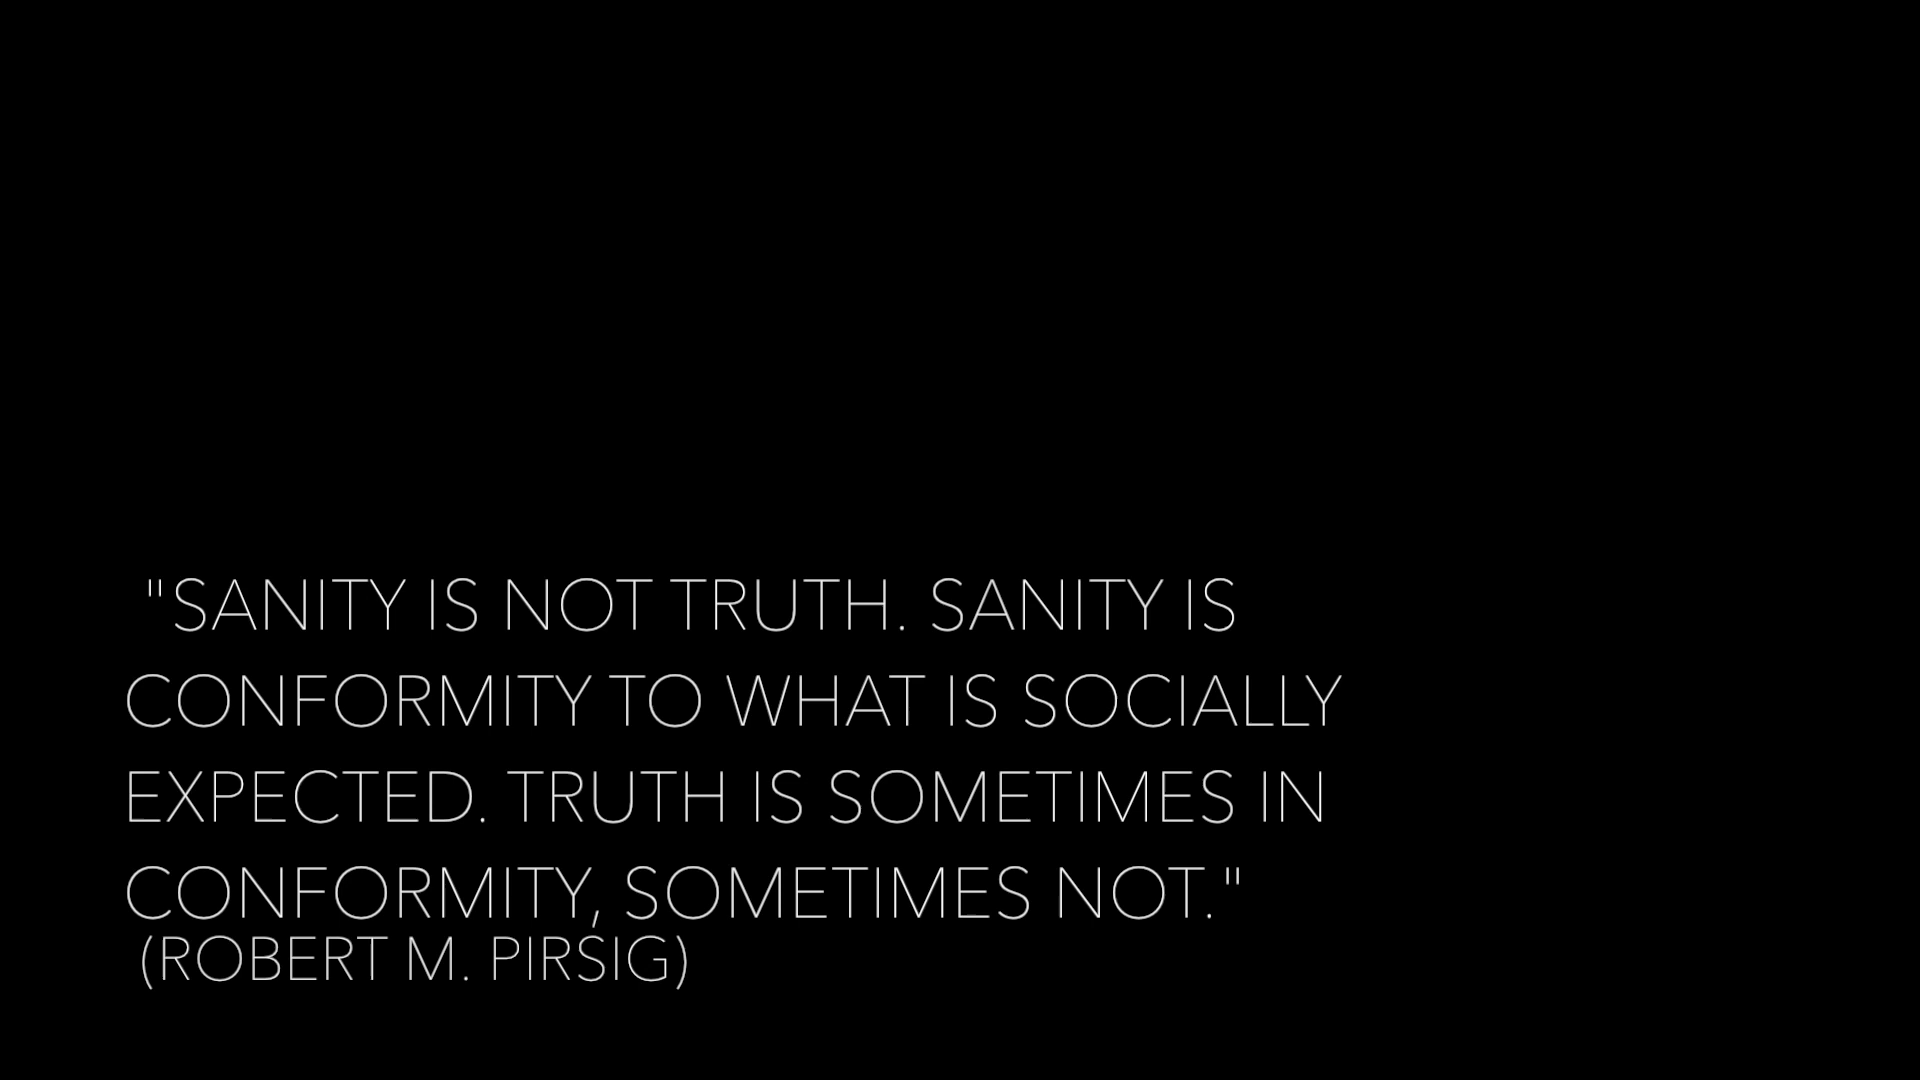 "SANITY IS NOT TRUTH. SANITY IS
CONFORMITY TO WHAT IS SOCIALLY
EXPECTED. TRUTH IS SOMETIMES IN
CONFORMITY, SOMETIMES NOT."
(ROBERT M. PIRSIG)